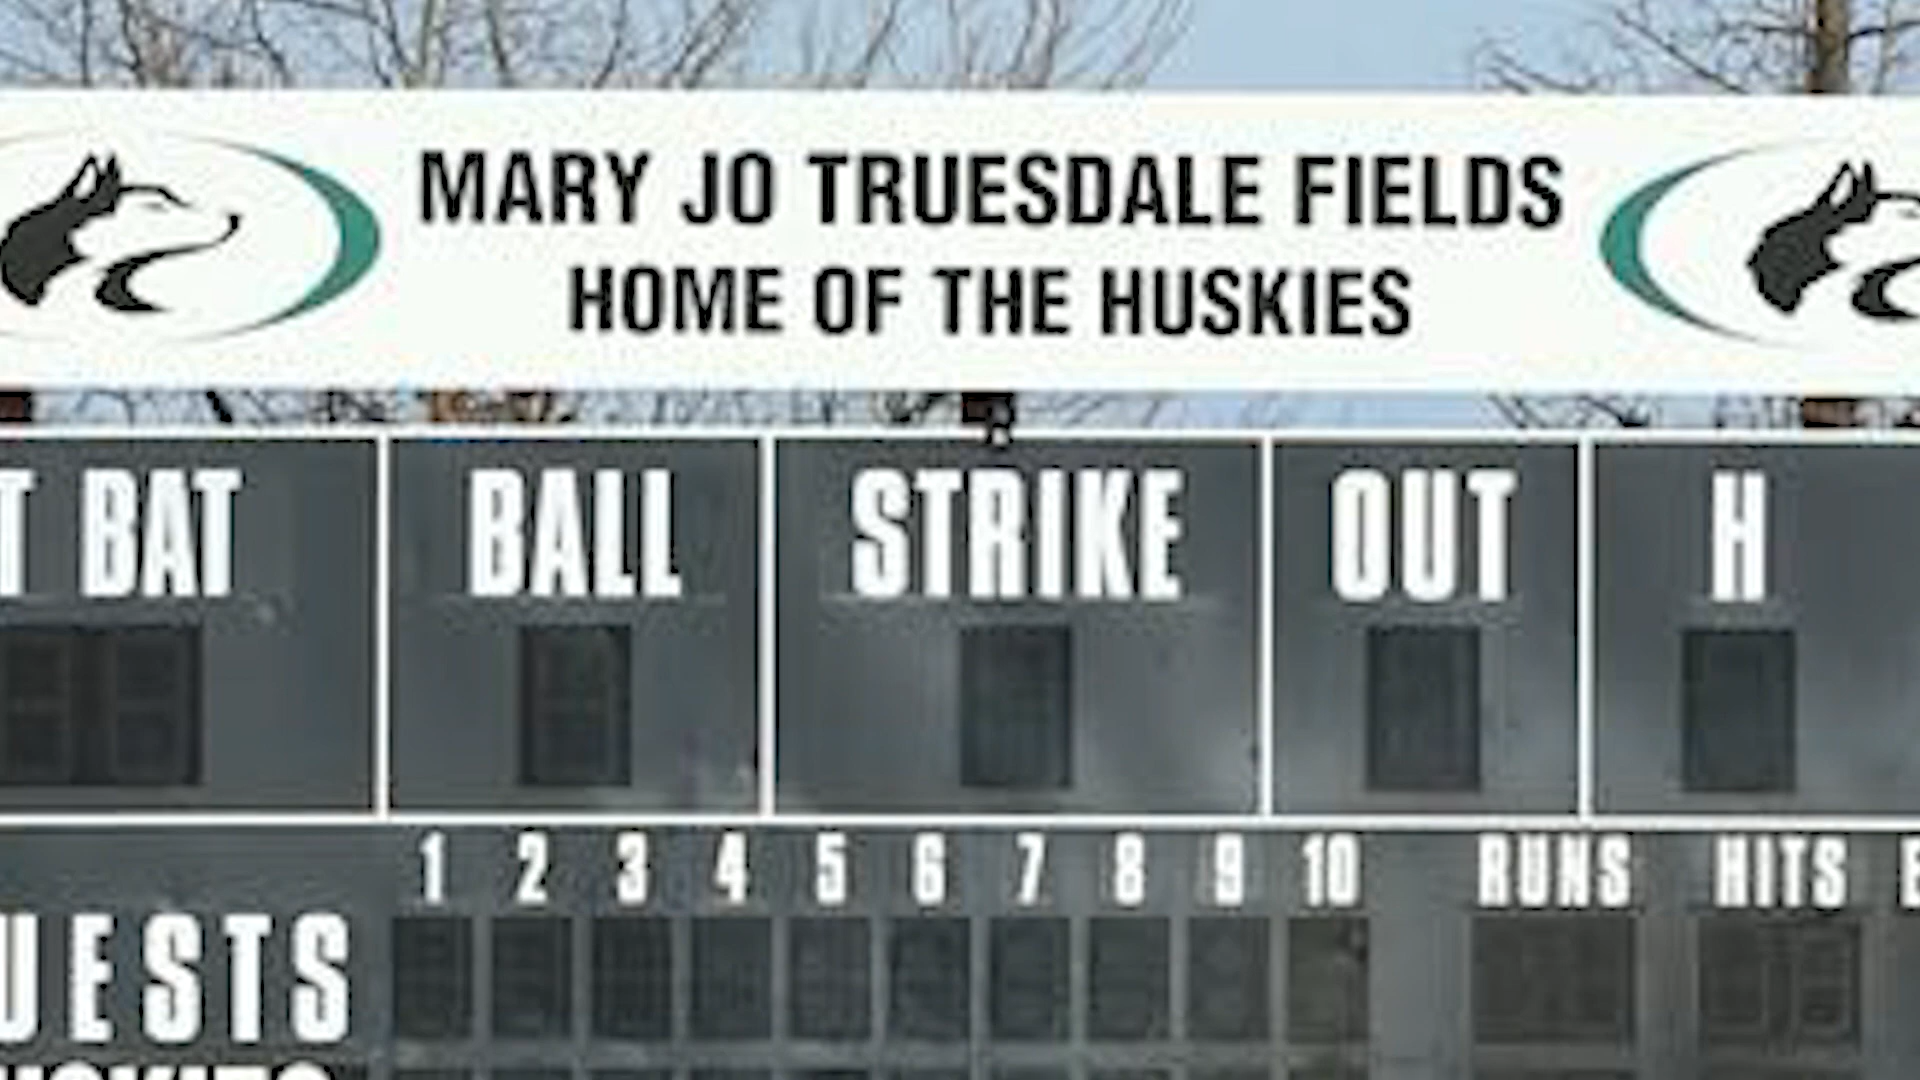 MARY JO TRUESDALE FIELDS
HOME OF THE HUSKIES
T BAT BALL STRIKE OUT H
1 2 3 4 5 6 7 8 9 10 RUNS HITS E
UESTS